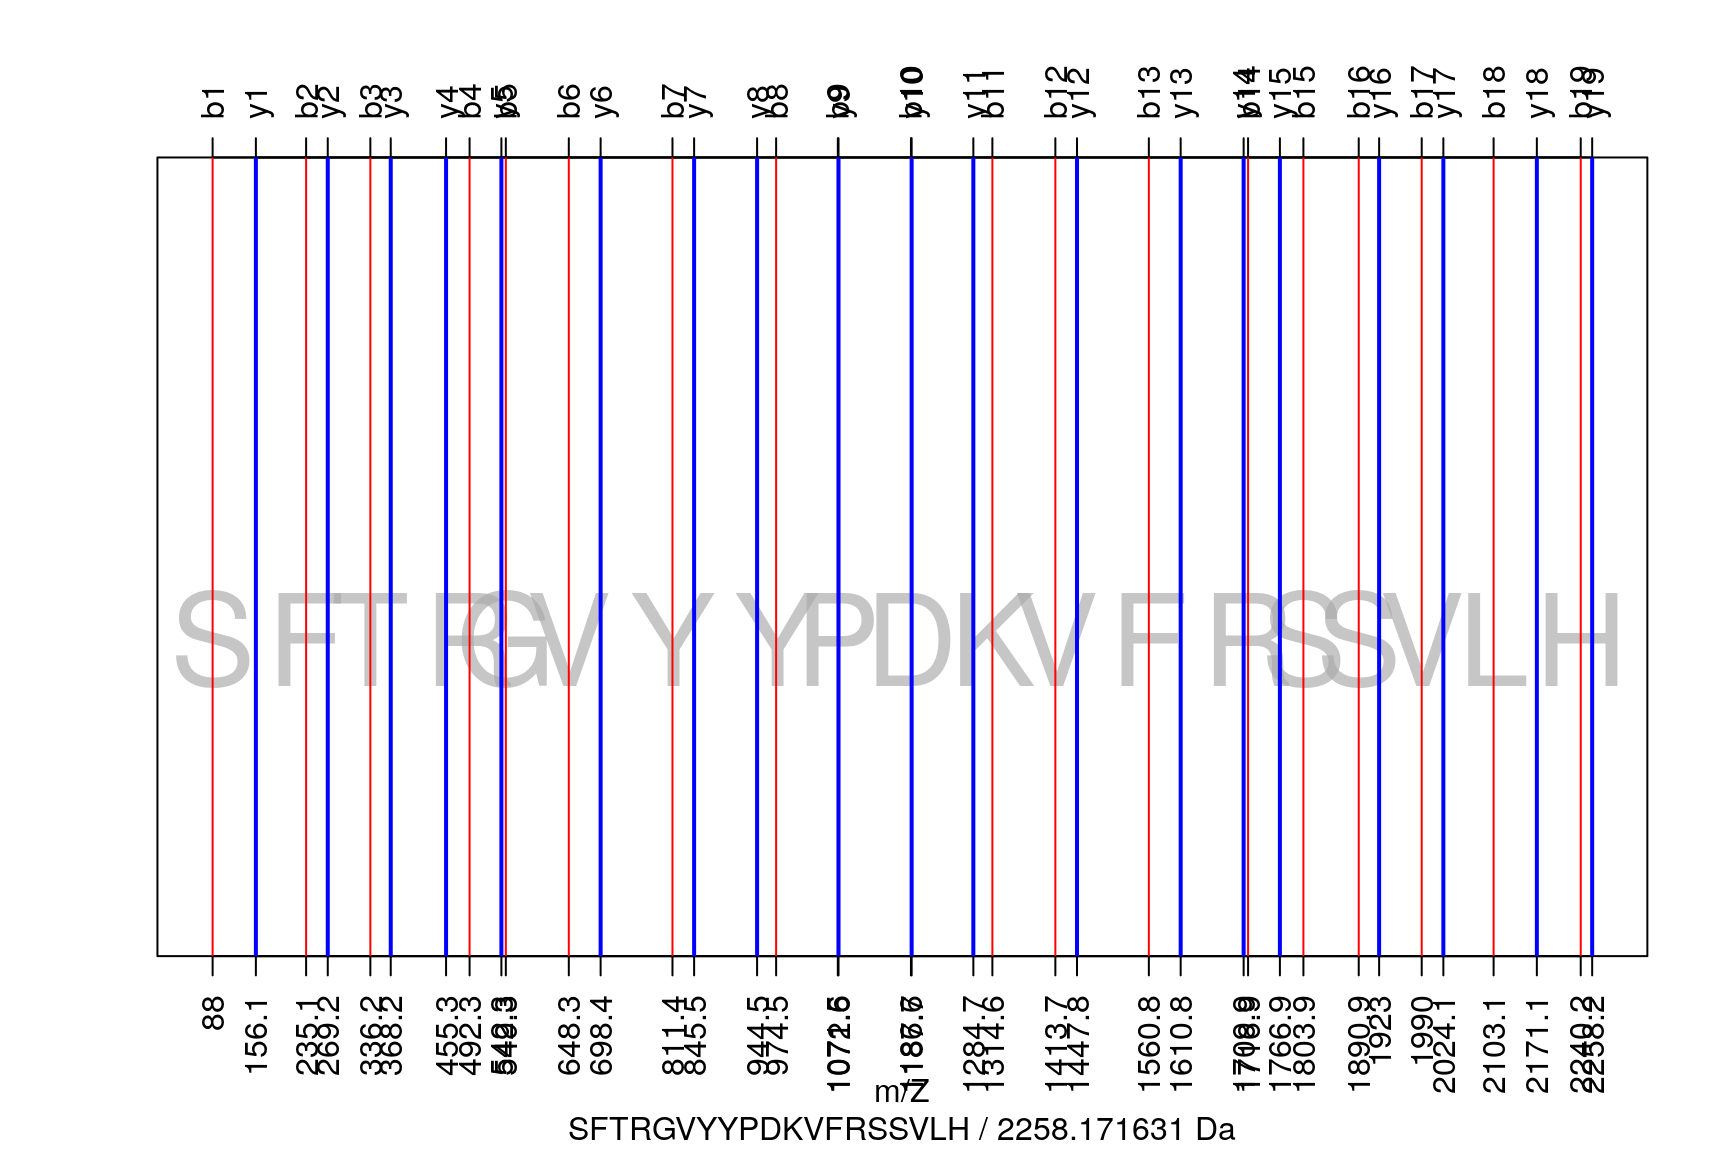 b1 y1 b2 y2 b3 y3 y4 b4 y5 b5 b6 y6 b7 y7 y8 b8 b9 y9 b10 y10 y11 b11 b12 y12 b13 y13 y14 b14 y15 b15 b16 y16 b17 y17 b18 y18 b19 y19
S F T R G V Y Y P D K V F R S S V L H
88 156.1 235.1 269.2 336.2 368.2 455.3 492.3 648.3 698.4 811.4 845.5 944.5 974.5 1284.7 1314.6 1413.7 1447.8 1560.8 1610.8 1766.9 1803.9 1890.9 1923 1990 2024.1 2103.1 2171.1 2240.2 2258.2
m/Z
SFTRGVYYPDKVFRSSVLH / 2258.171631 Da